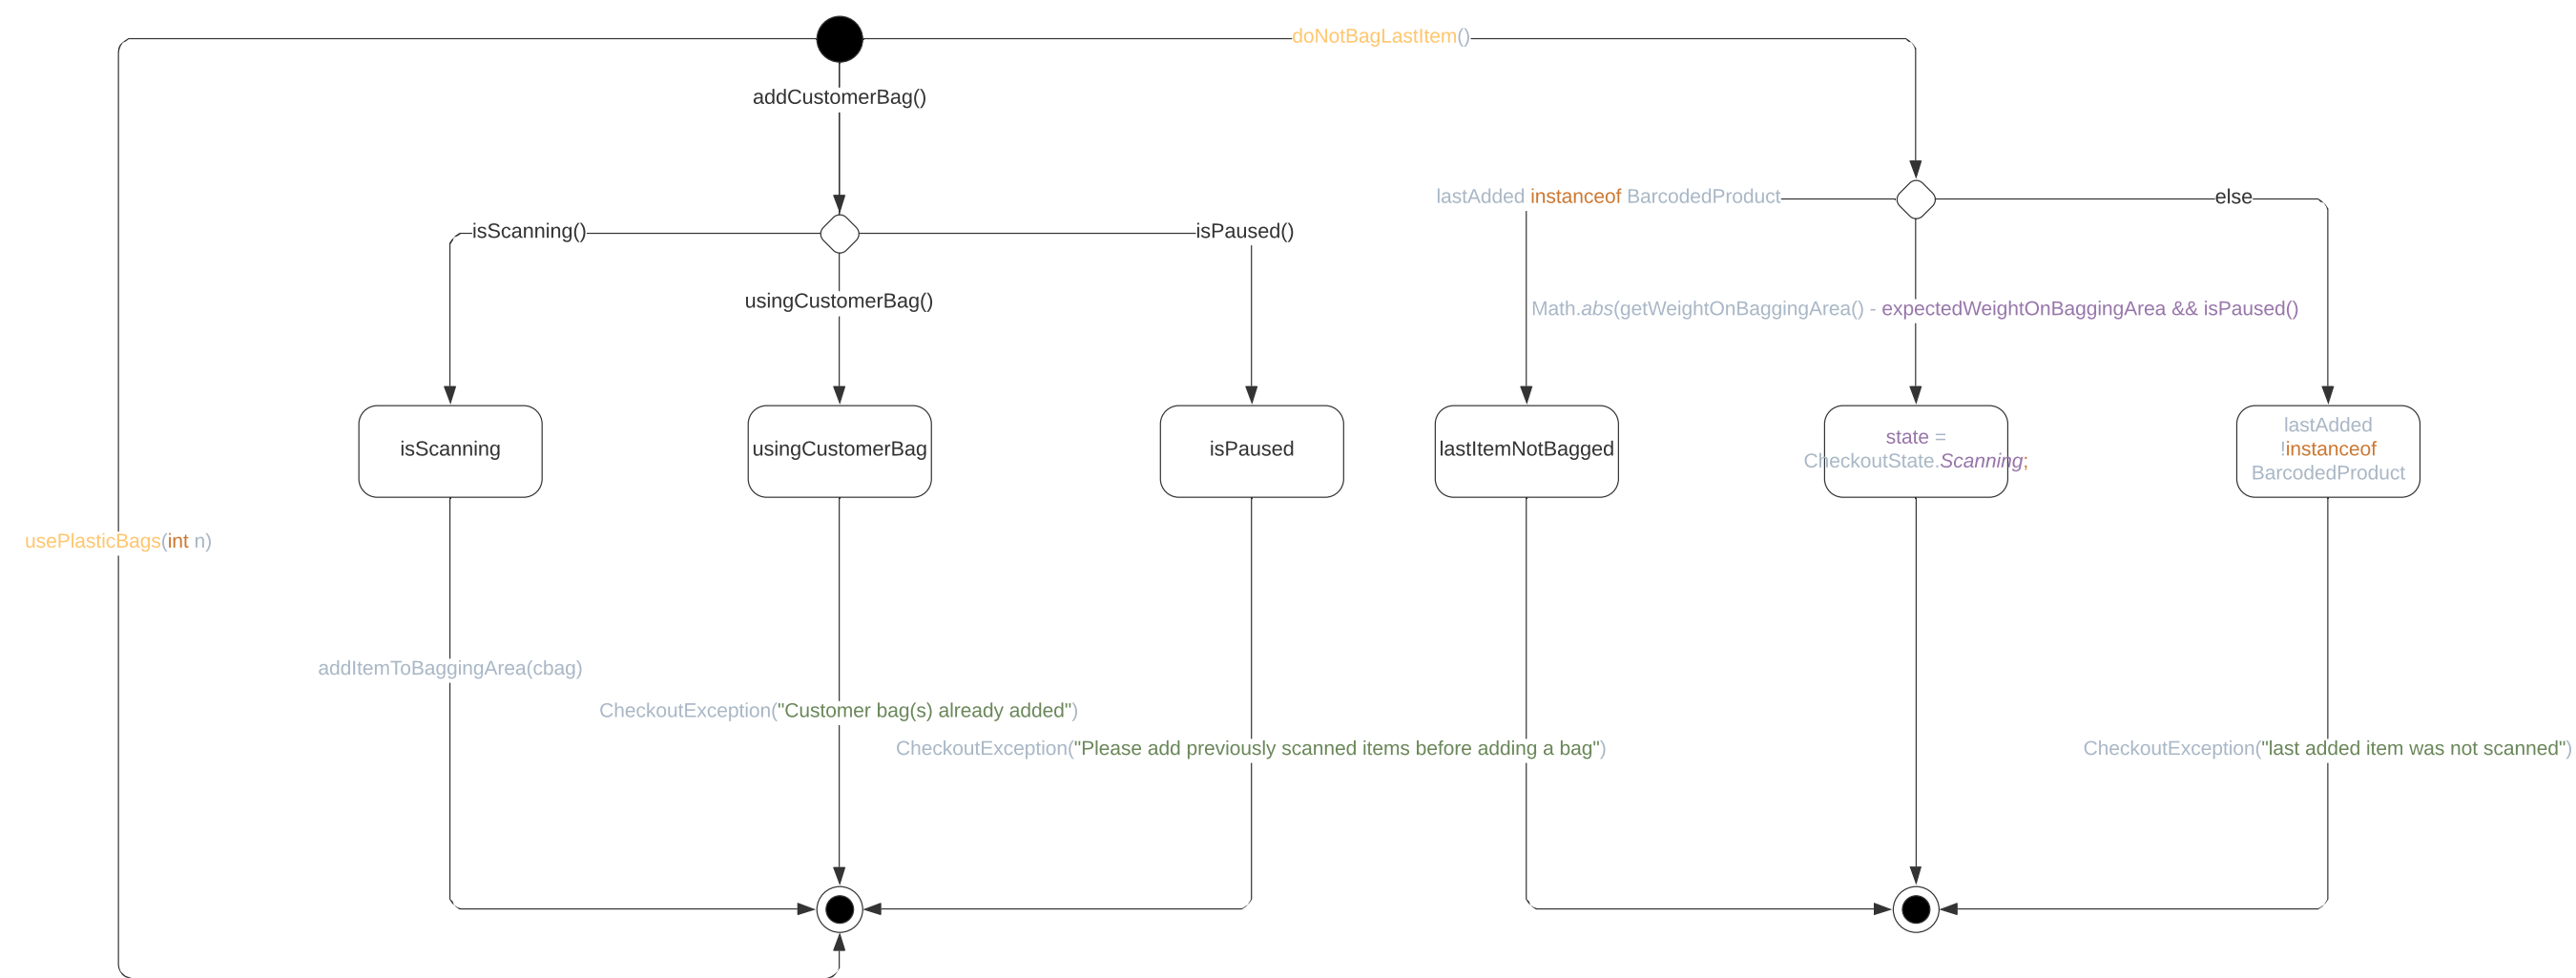 doNotBagLastItem()
addCustomerBag()
lastAdded instanceof BarcodedProduct
else
isScanning()
isPaused()
usingCustomerBag()
Math.abs(getWeightOnBaggingArea() - expectedWeightOnBaggingArea && isPaused()
isScanning
usingCustomerBag
isPaused
lastItemNotBagged
state =
CheckoutState.Scanning;
lastAdded
!instanceof
BarcodedProduct
usePlasticBags(int n)
addItemToBaggingArea(cbag)
CheckoutException("Customer bag(s) already added")
CheckoutException("Please add previously scanned items before adding a bag")
CheckoutException("last added item was not scanned")